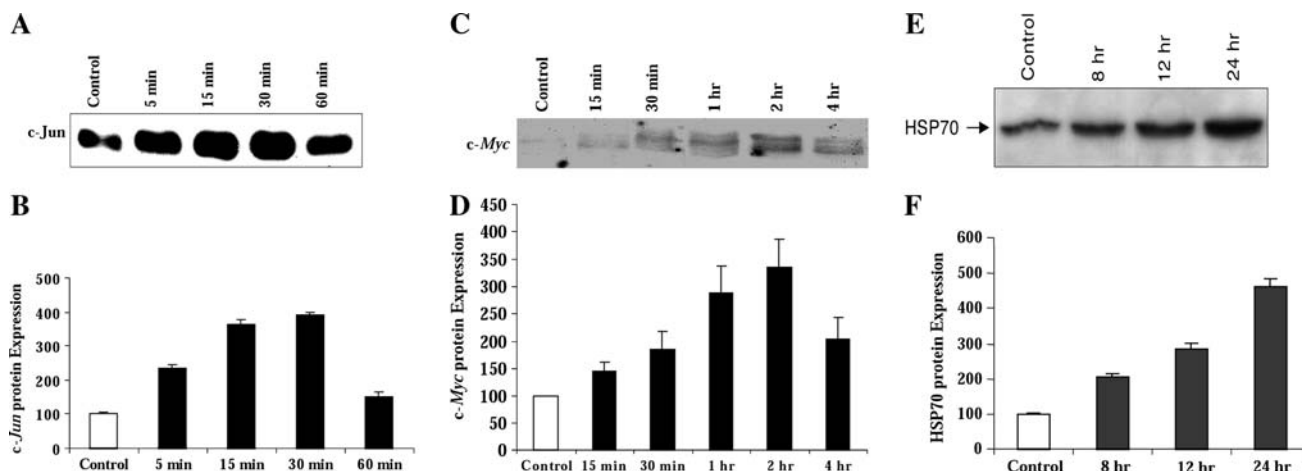 A
Control
5 min
15 min
30 min
60 min
c-Jun
B
c-Jun protein Expression
500
400
300
200
100
0
Control
5 min
15 min
30 min
60 min
C
Control
15 min
30 min
1 hr
2 hr
4 hr
c-Myc
D
c-Myc protein Expression
450
400
350
300
250
200
150
100
50
0
Control
15 min
30 min
1 hr
2 hr
4 hr
E
Control
8 hr
12 hr
24 hr
HSP70
F
HSP70 protein Expression
600
500
400
300
200
100
0
Control
8 hr
12 hr
24 hr